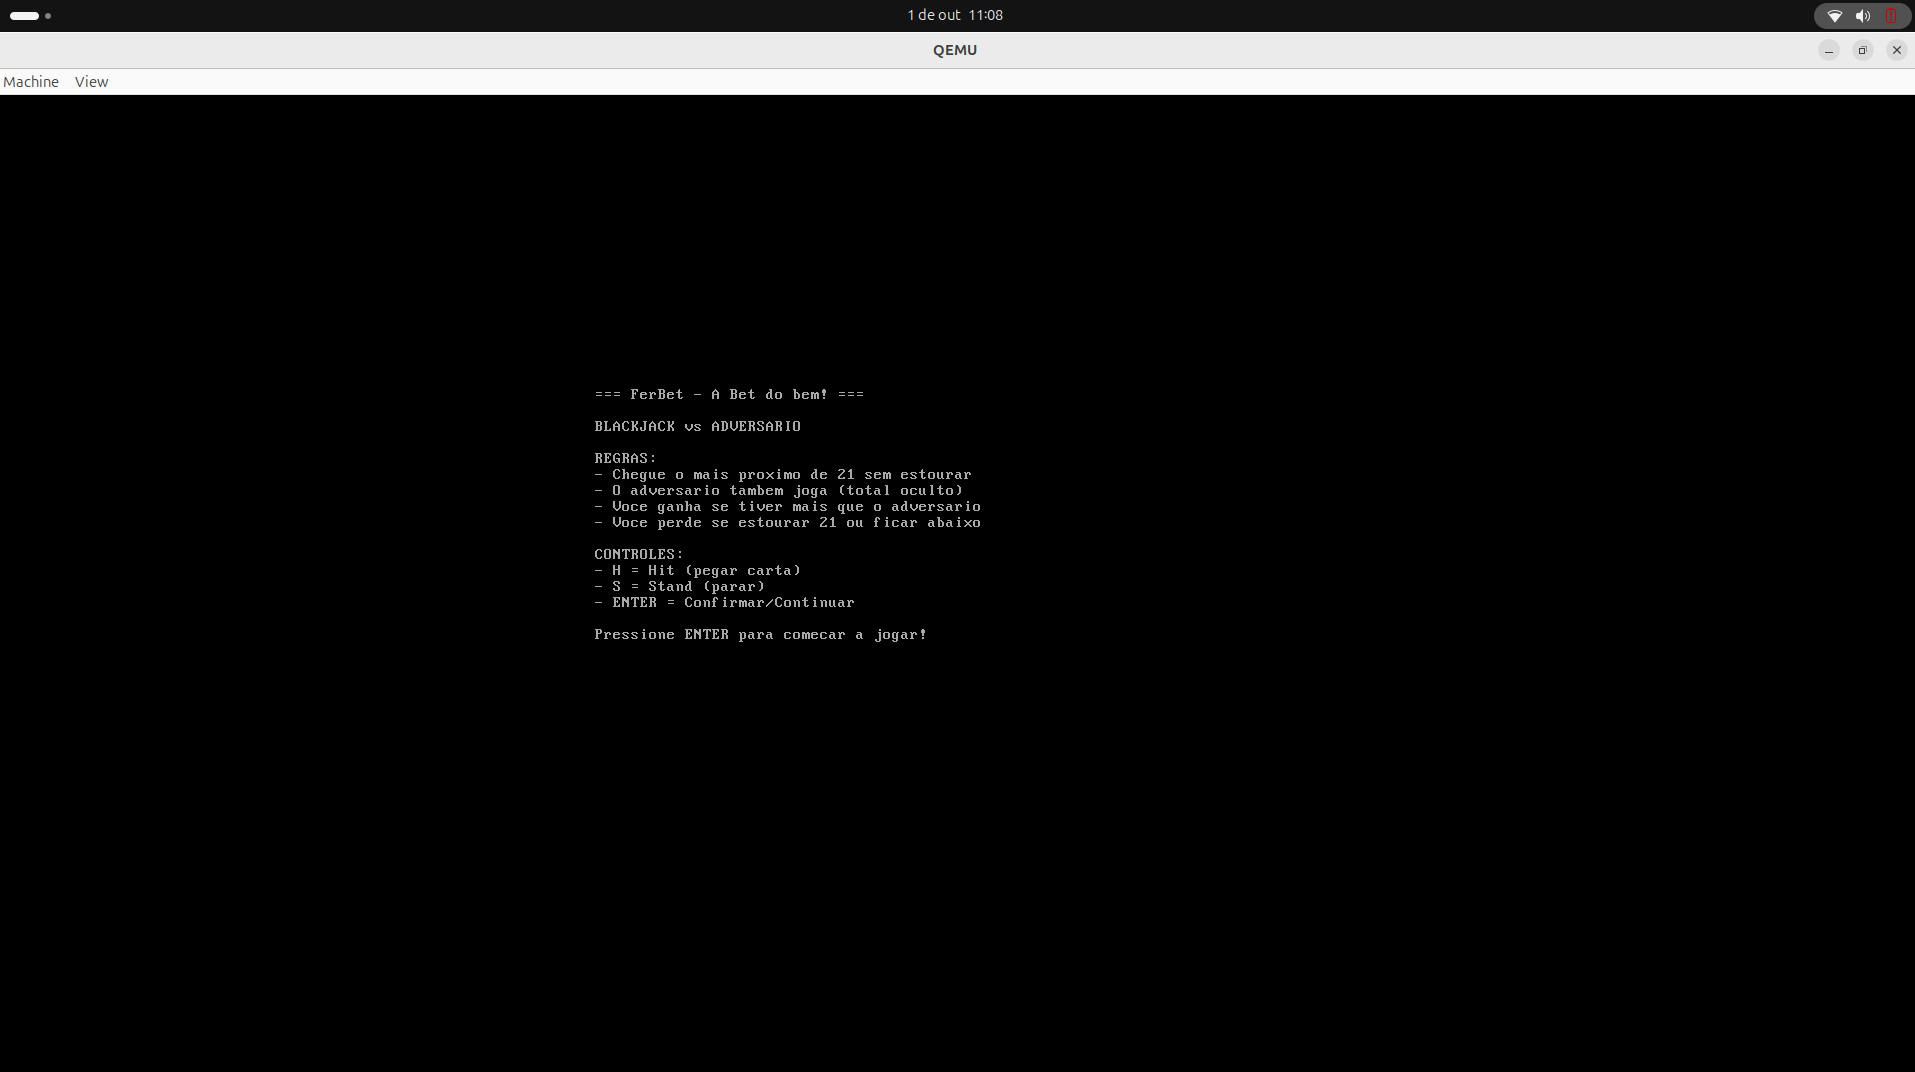 1 de out 11:08
QEMU
Machine View
=== FerBet - A Bet do bem! ===
BLACKJACK vs ADVERSARIO
REGRAS:
- Chegue o mais proximo de 21 sem estourar
- O adversario tambem joga (total oculto)
- Voce ganha se tiver mais que o adversario
- Voce perde se estourar 21 ou ficar abaixo
CONTROLES:
- H = Hit (pegar carta)
- S = Stand (parar)
- ENTER = Confirmar/Continuar
Pressione ENTER para comecar a jogar!